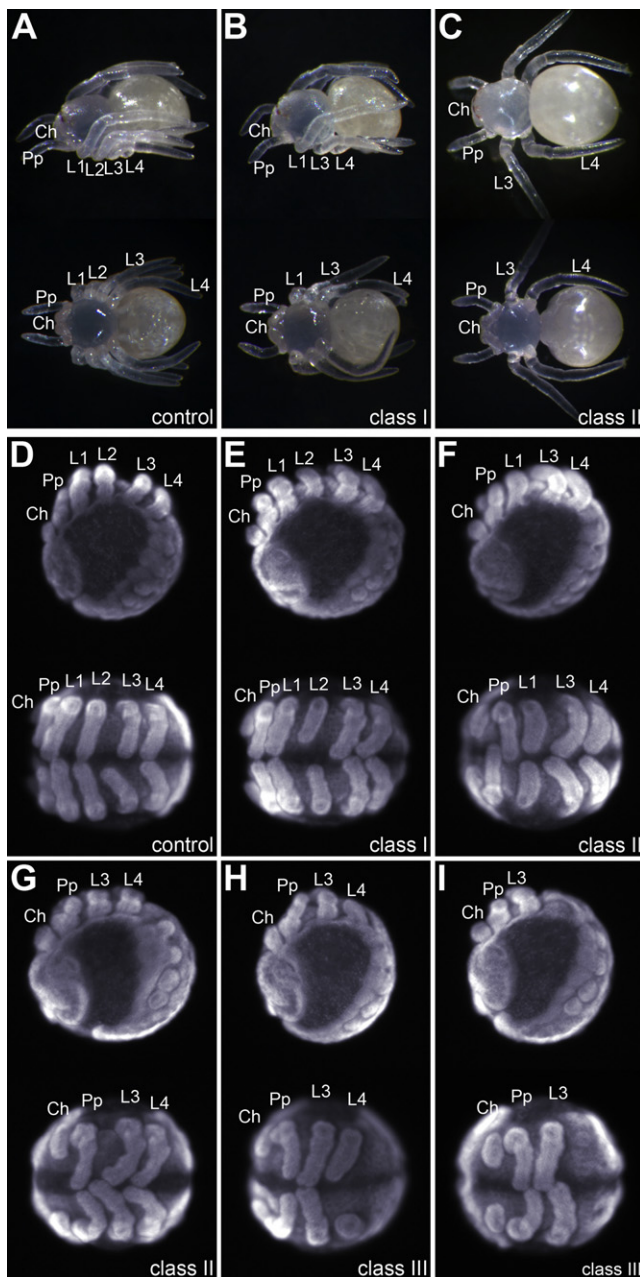 A
Ch
Pp
L1 L2 L3 L4
L1 L2 L3
L4
Pp
Ch
control
B
Ch
Pp
L1 L3 L4
L1 L3
L4
Pp
Ch
class I
C
Ch
Pp
L3
L4
L3
L4
Pp
Ch
class II
D
Ch Pp L1 L2 L3 L4
Ch Pp L1 L2 L3 L4
control
E
Ch Pp L1 L2 L3 L4
Ch Pp L1 L2 L3 L4
class I
F
Ch Pp L1 L3 L4
Ch Pp L1 L3 L4
class II
G
Ch Pp L3 L4
Ch Pp L3 L4
class II
H
Ch Pp L3 L4
Ch Pp L3 L4
class III
I
Ch Pp L3
Ch Pp L3
class II